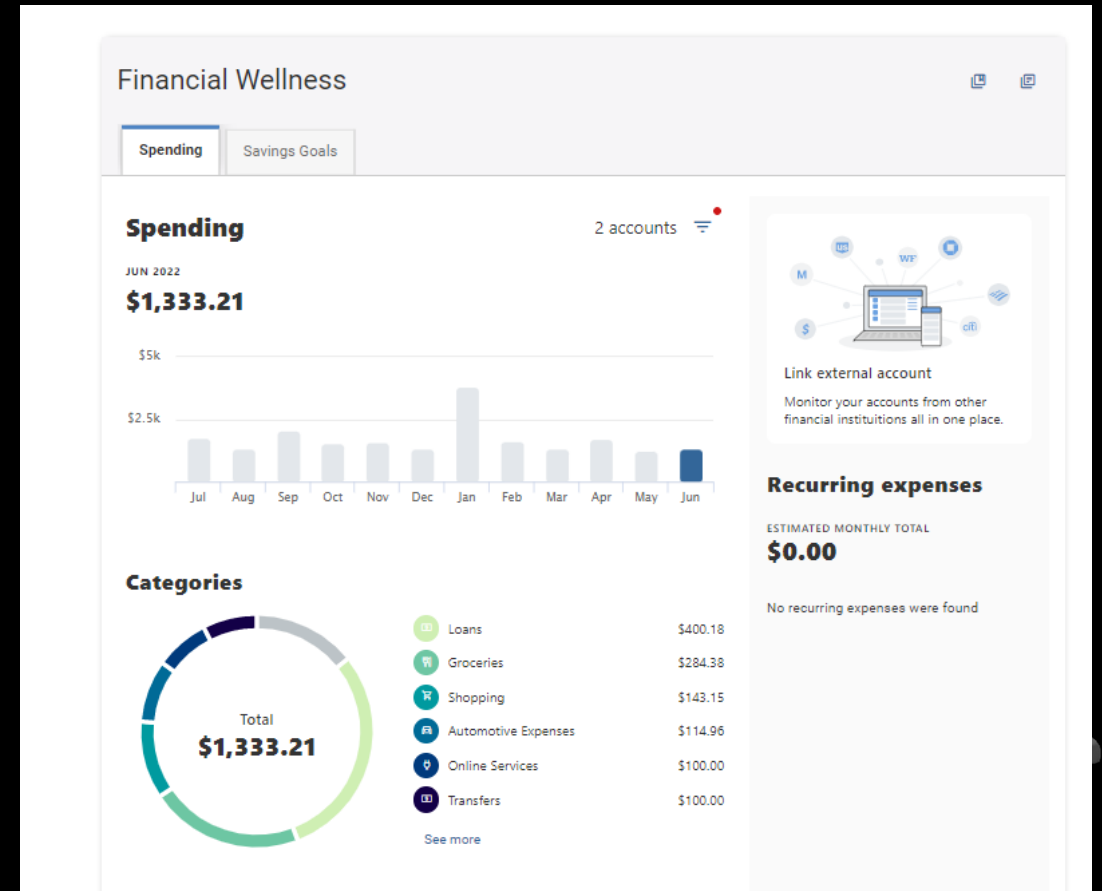 Financial Wellness
Spending
Savings Goals
Spending
2 accounts
JUN 2022
$1,333.21
$5k
$2.5k
Jul Aug Sep Oct Nov Dec Jan Feb Mar Apr May Jun
Categories
Total
$1,333.21
Loans $400.18
Groceries $284.38
Shopping $143.15
Automotive Expenses $114.96
Online Services $100.00
Transfers $100.00
See more
US
WF
M
$
citi
Link external account
Monitor your accounts from other
financial instituitions all in one place.
Recurring expenses
ESTIMATED MONTHLY TOTAL
$0.00
No recurring expenses were found